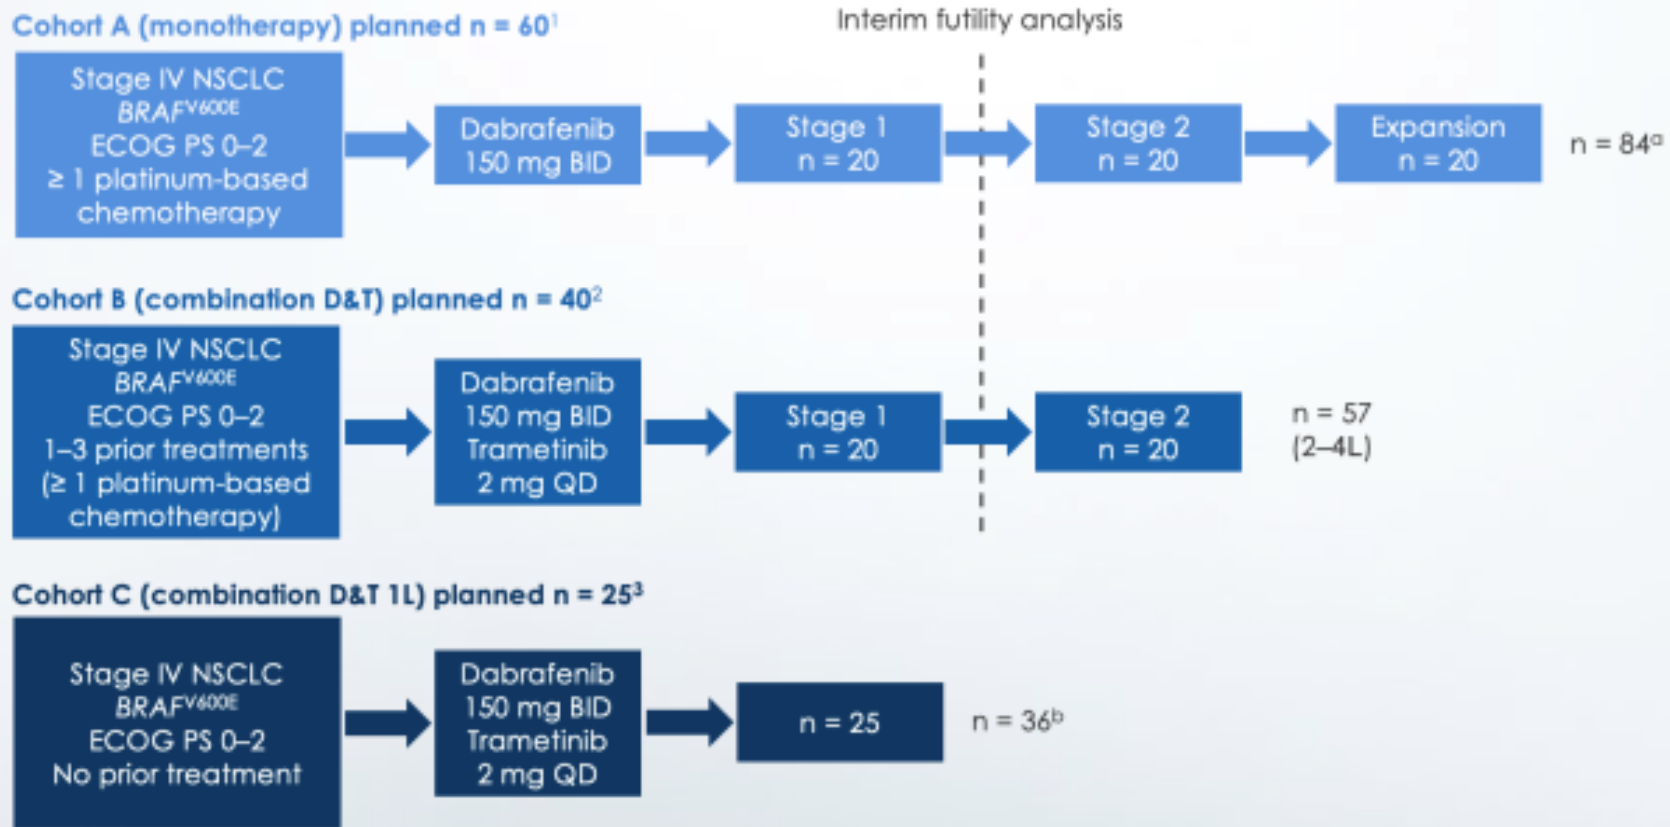 Cohort A (monotherapy) planned n = 60¹
Interim futility analysis
Stage IV NSCLC
BRAFⱽ⁶⁰⁰ᴱ
ECOG PS 0–2
≥ 1 platinum-based
chemotherapy
Dabrafenib
150 mg BID
Stage 1
n = 20
Stage 2
n = 20
Expansion
n = 20
n = 84ᵃ
Cohort B (combination D&T) planned n = 40²
Stage IV NSCLC
BRAFⱽ⁶⁰⁰ᴱ
ECOG PS 0–2
1–3 prior treatments
(≥ 1 platinum-based
chemotherapy)
Dabrafenib
150 mg BID
Trametinib
2 mg QD
Stage 1
n = 20
Stage 2
n = 20
n = 57
(2–4L)
Cohort C (combination D&T 1L) planned n = 25³
Stage IV NSCLC
BRAFⱽ⁶⁰⁰ᴱ
ECOG PS 0–2
No prior treatment
Dabrafenib
150 mg BID
Trametinib
2 mg QD
n = 25
n = 36ᵇ